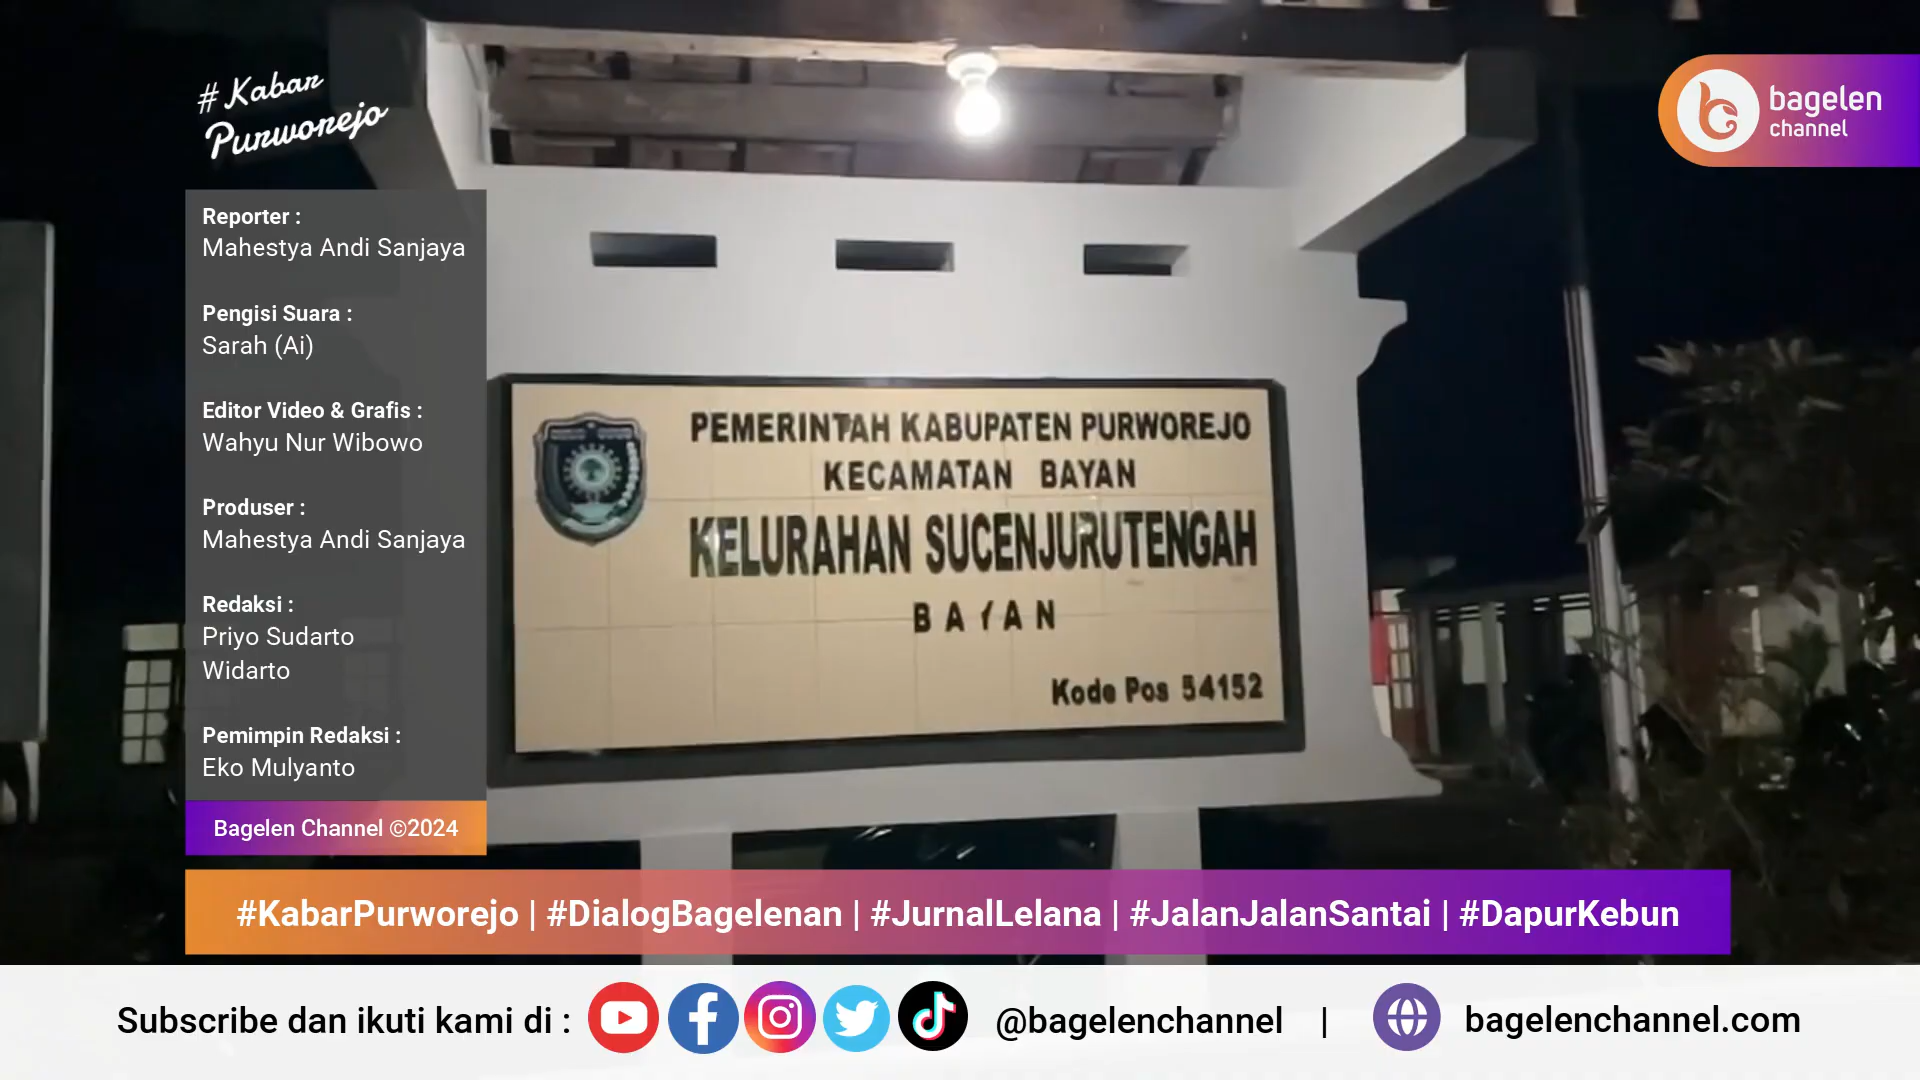 # Kabar
Purworejo
bagelen
channel
Reporter :
Mahestya Andi Sanjaya
Pengisi Suara :
Sarah (Ai)
Editor Video & Grafis :
Wahyu Nur Wibowo
Produser :
Mahestya Andi Sanjaya
Redaksi :
Priyo Sudarto
Widarto
Pemimpin Redaksi :
Eko Mulyanto
Bagelen Channel ©2024
PEMERINTAH KABUPATEN PURWOREJO
KECAMATAN BAYAN
KELURAHAN SUCENJURUTENGAH
BAYAN
Kode Pos 54152
#KabarPurworejo | #DialogBagelenan | #JurnalLelana | #JalanJalanSantai | #DapurKebun
Subscribe dan ikuti kami di : @bagelenchannel | bagelenchannel.com